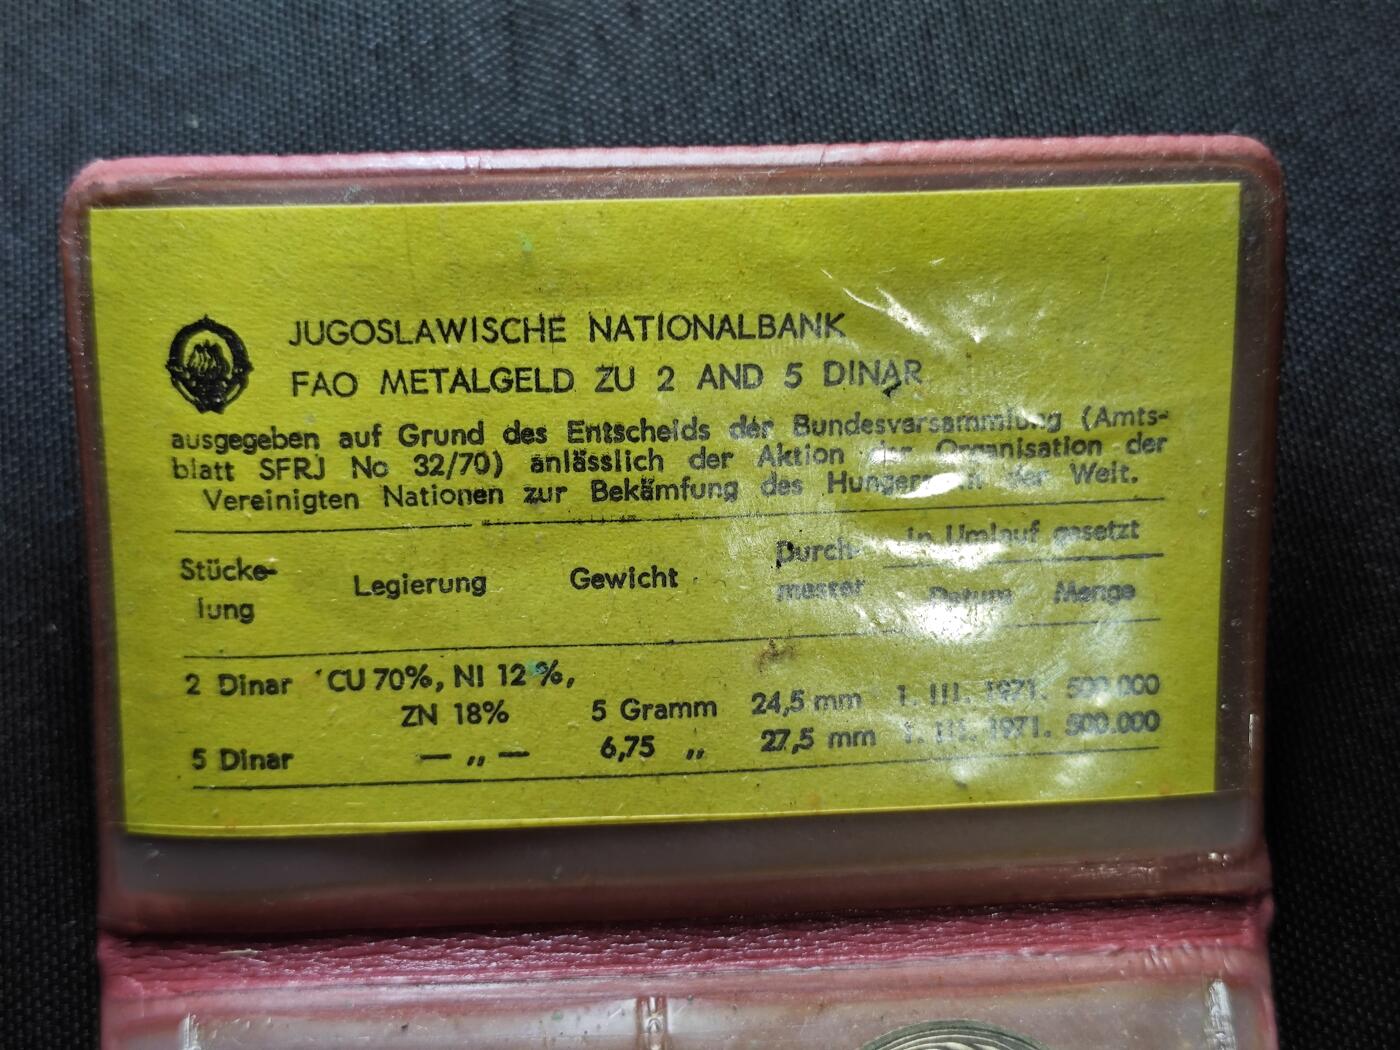 JUGOSLAWISCHE NATIONALBANK
FAO METALGELD ZU 2 AND 5 DINAR
ausgegeben auf Grund des Entscheids der Bundesversammlung (Amts-
blatt SFRJ No 32/70) anlässlich der Aktion der Organisation der
Vereinigten Nationen zur Bekämfung des Hungers in der Welt.
Stücke-
lung
Legierung
Gewicht
Durch-
messer
in Umlauf gesetzt
Datum Menge
2 Dinar CU 70%, NI 12 %,
ZN 18% 5 Gramm 24,5 mm 1. III. 1971. 500.000
5 Dinar — „ — 6,75 „ 27,5 mm 1. III. 1971. 500.000